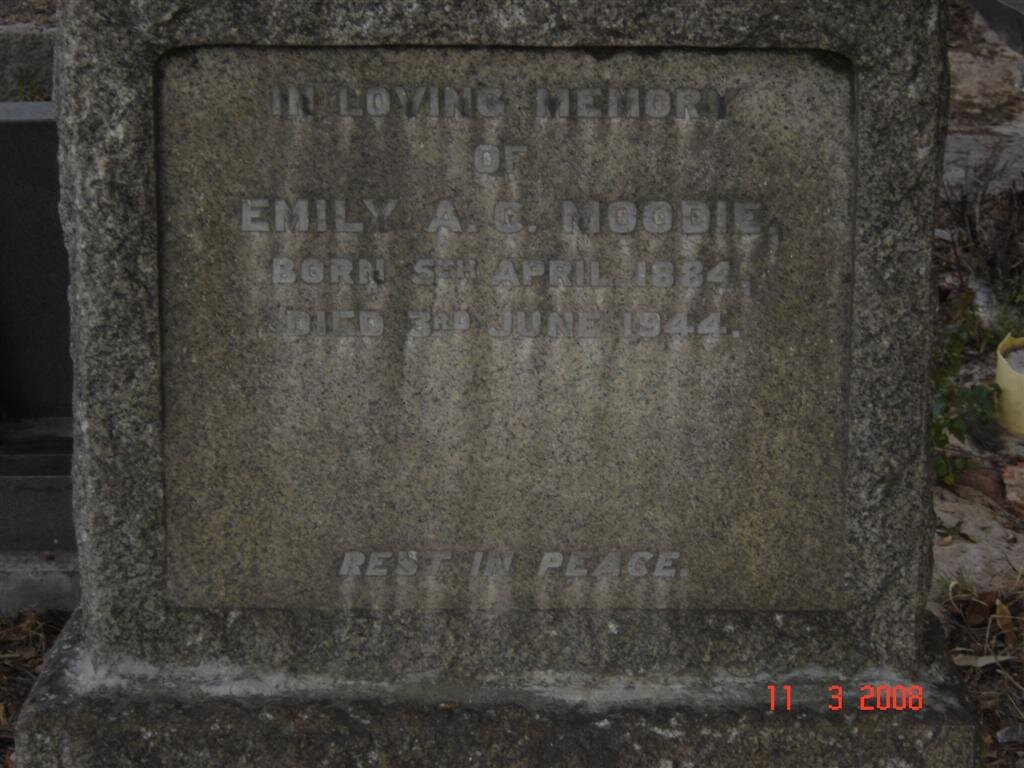 IN LOVING MEMORY
OF
EMILY A. C. MOODIE,
BORN 5TH APRIL 1884,
DIED 3RD JUNE 1944.
REST IN PEACE.
11 3 2008